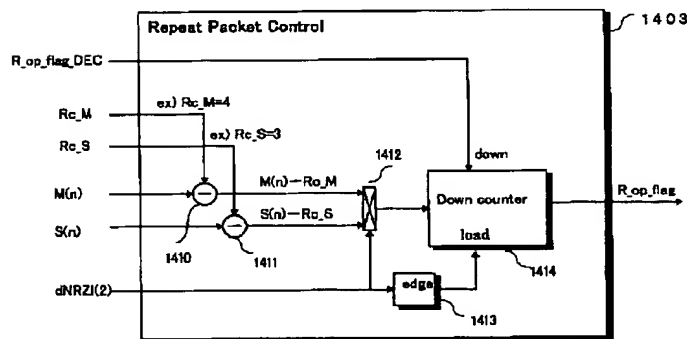 Repeat Packet Control
1403
R_op_flag_DEC
Rc_M
ex) Rc_M=4
Rc_S
ex) Rc_S=3
1412
down
M(n)
−
M(n)−Rc_M
Down counter
R_op_flag
S(n)
−
S(n)−Rc_S
load
1410
1411
1414
dNRZI(2)
edge
1413